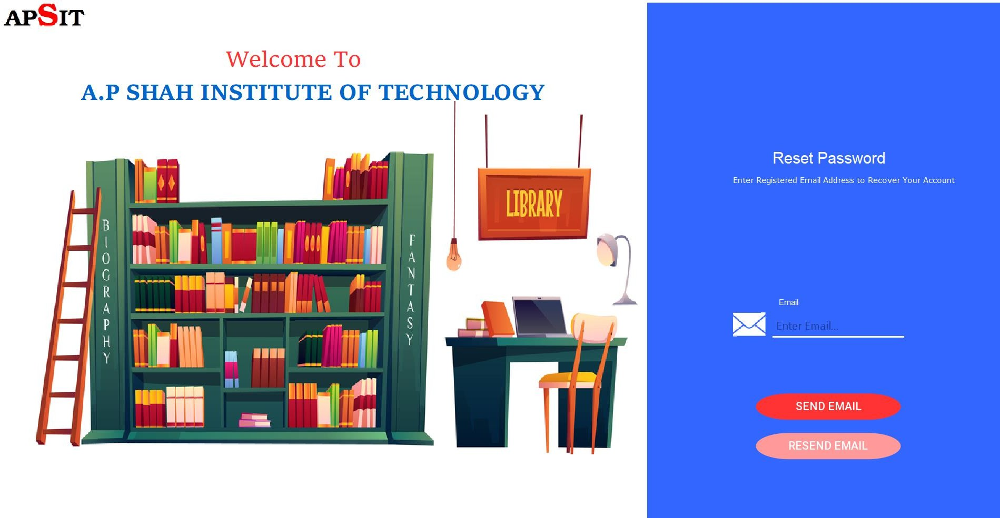 APSIT
Welcome To
A.P SHAH INSTITUTE OF TECHNOLOGY
BIOGRAPHY
FANTASY
LIBRARY
Reset Password
Enter Registered Email Address to Recover Your Account
Email
Enter Email...
SEND EMAIL
RESEND EMAIL